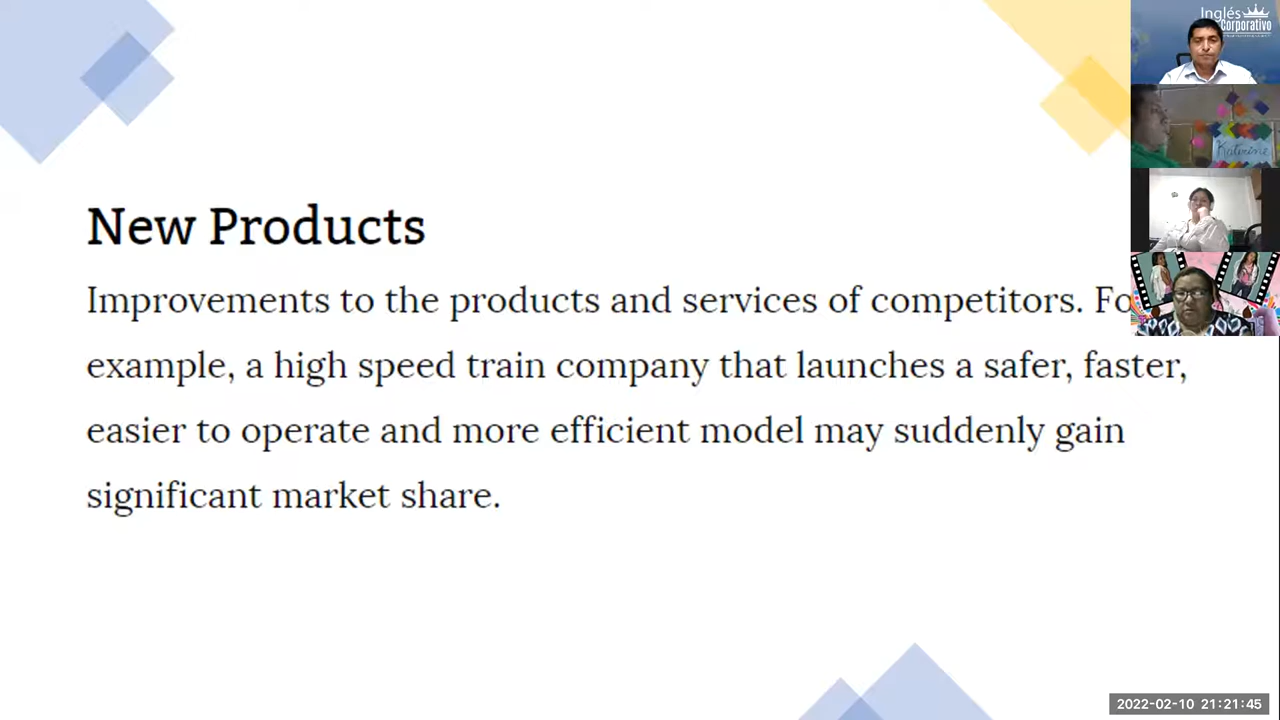 Inglés
Corporativo
Katerine
New Products
Improvements to the products and services of competitors. Fo
example, a high speed train company that launches a safer, faster,
easier to operate and more efficient model may suddenly gain
significant market share.
2022-02-10 21:21:45